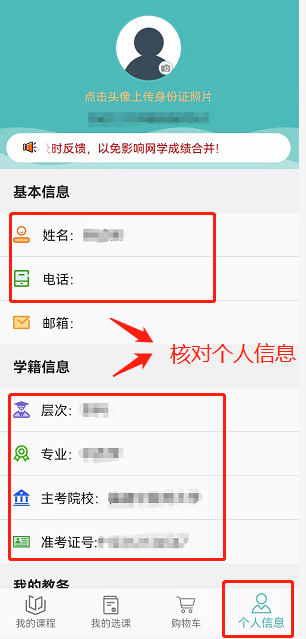 点击头像上传身份证照片
及时反馈，以免影响网学成绩合并！
基本信息
姓名：
电话：
邮箱：
核对个人信息
学籍信息
层次：
专业：
主考院校：
准考证号:
我的教务
我的课程
我的选课
购物车
个人信息